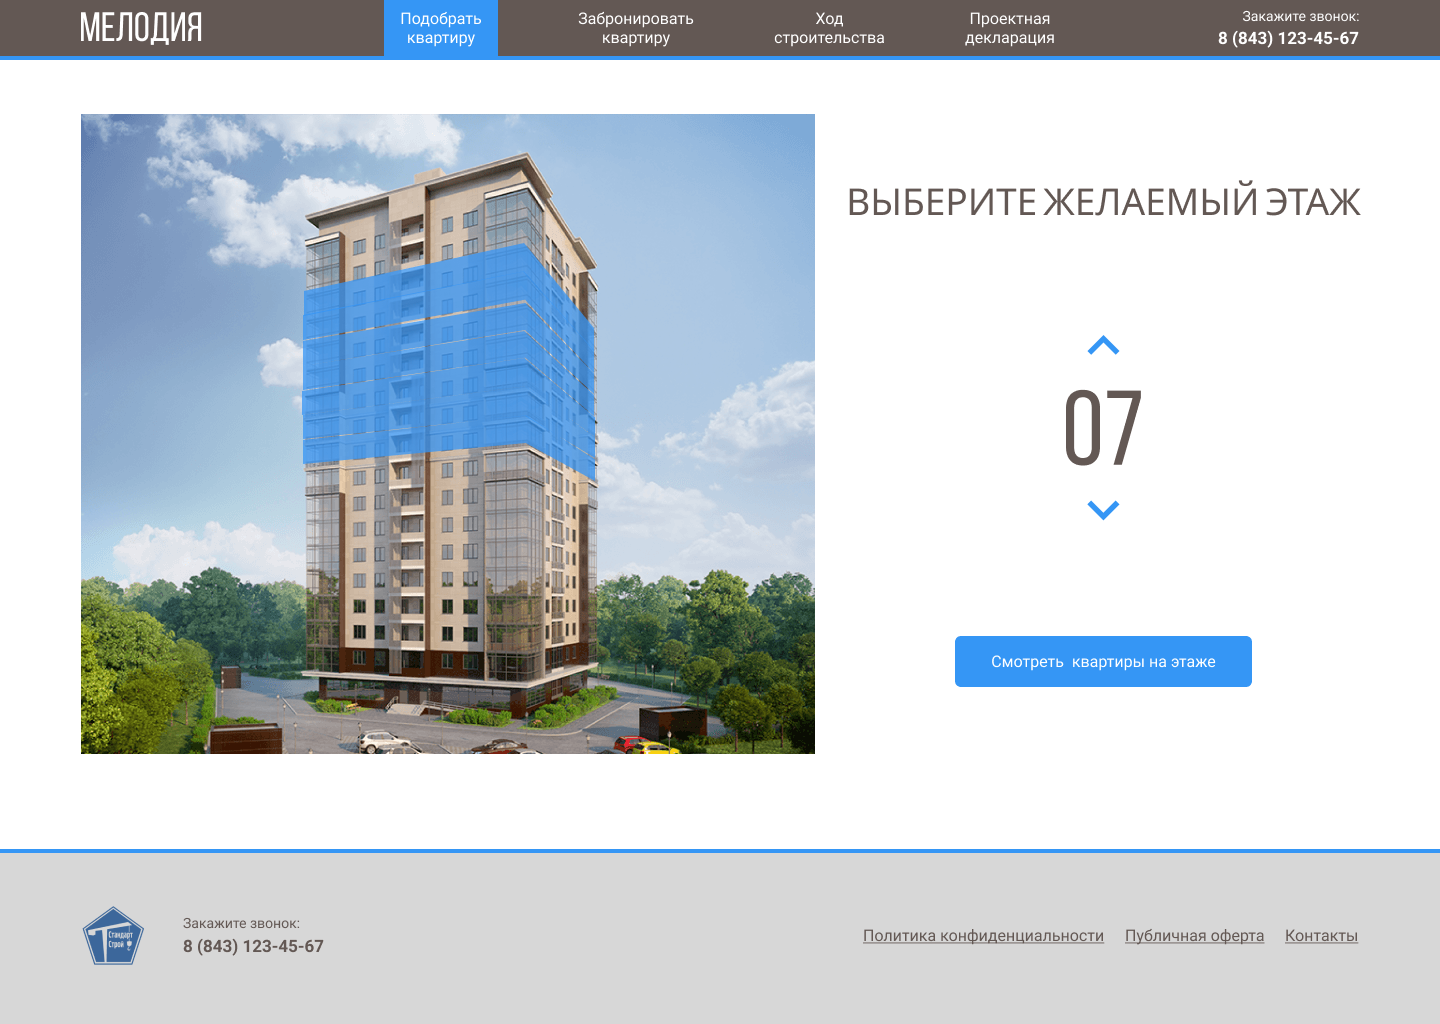 МЕЛОДИЯ
Подобрать
квартиру
Забронировать
квартиру
Ход
строительства
Проектная
декларация
Закажите звонок:
8 (843) 123-45-67
ВЫБЕРИТЕ ЖЕЛАЕМЫЙ ЭТАЖ
07
Смотреть квартиры на этаже
Стандарт
Строй
Закажите звонок:
8 (843) 123-45-67
Политика конфиденциальности
Публичная оферта
Контакты